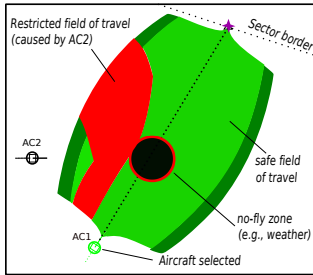 Restricted field of travel
(caused by AC2)
Sector border
AC2
safe field
of travel
no-fly zone
(e.g., weather)
AC1
Aircraft selected